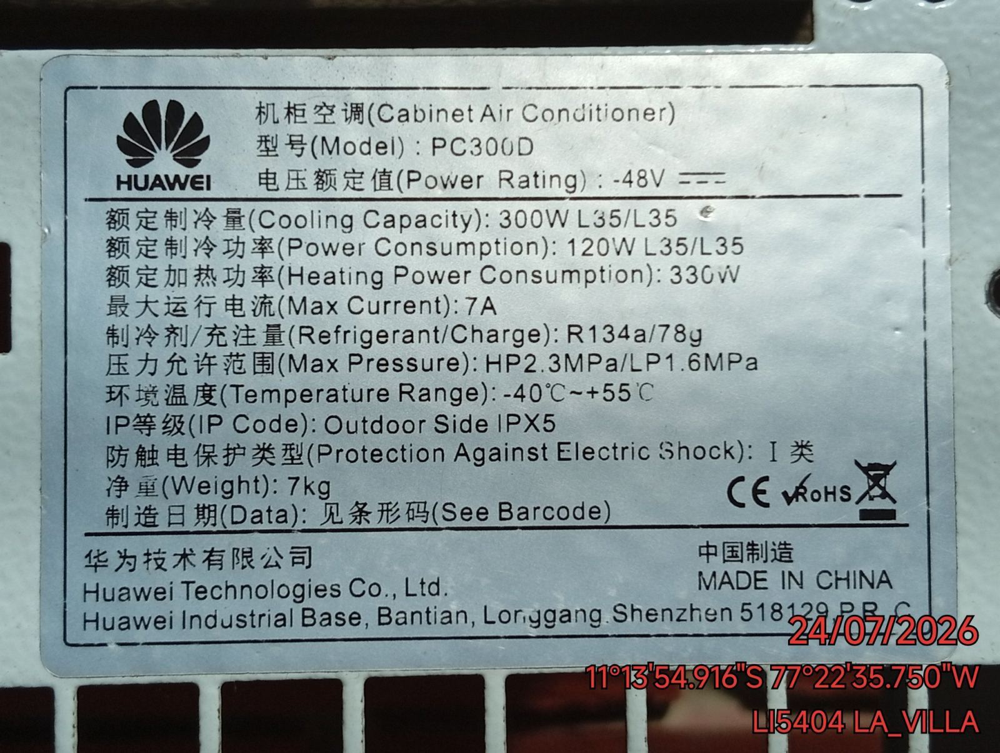 HUAWEI
机柜空调(Cabinet Air Conditioner)
型号(Model) : PC300D
电压额定值(Power Rating) : -48V
额定制冷量(Cooling Capacity): 300W L35/L35
额定制冷功率(Power Consumption): 120W L35/L35
额定加热功率(Heating Power Consumption): 330W
最大运行电流(Max Current): 7A
制冷剂/充注量(Refrigerant/Charge): R134a/78g
压力允许范围(Max Pressure): HP2.3MPa/LP1.6MPa
环境温度(Temperature Range): -40℃~+55℃
IP等级(IP Code): Outdoor Side IPX5
防触电保护类型(Protection Against Electric Shock): I 类
净重(Weight): 7kg
CE RoHS
制造日期(Data): 见条形码(See Barcode)
华为技术有限公司
Huawei Technologies Co., Ltd.
Huawei Industrial Base, Bantian, Longgang Shenzhen 518129,P.R. C
中国制造
MADE IN CHINA
24/07/2026
11°13'54.916"S 77°22'35.750"W
LI5404 LA_VILLA